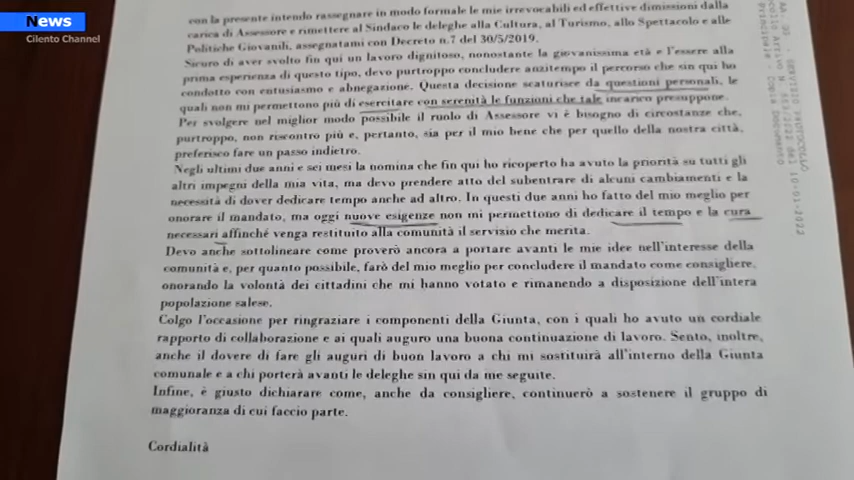 News
Cilento Channel
con la presente intendo rassegnare in modo formale le mie irrevocabili ed effettive dimissioni dalla
carica di Assessore e rimettere al Sindaco le deleghe alla Cultura, al Turismo, allo Spettacolo e alle
Politiche Giovanili, assegnatami con Decreto n.7 del 30/5/2019.
Sicuro di aver svolto fin qui un lavoro dignitoso, nonostante la giovanissima età e l'essere alla
prima esperienza di questo tipo, devo purtroppo concludere anzitempo il percorso che sin qui ho
condotto con entusiasmo e abnegazione. Questa decisione scaturisce da questioni personali, le
quali non mi permettono più di esercitare con serenità le funzioni che tale incarico presuppone.
Per svolgere nel miglior modo possibile il ruolo di Assessore vi è bisogno di circostanze che,
purtroppo, non riscontro più e, pertanto, sia per il mio bene che per quello della nostra città,
preferisco fare un passo indietro.
Negli ultimi due anni e sei mesi la nomina che fin qui ho ricoperto ha avuto la priorità su tutti gli
altri impegni della mia vita, ma devo prendere atto del subentrare di alcuni cambiamenti e la
necessità di dover dedicare tempo anche ad altro. In questi due anni ho fatto del mio meglio per
onorare il mandato, ma oggi nuove esigenze non mi permettono di dedicare il tempo e la cura
necessari affinché venga restituito alla comunità il servizio che merita.
Devo anche sottolineare come proverò ancora a portare avanti le mie idee nell'interesse della
comunità e, per quanto possibile, farò del mio meglio per concludere il mandato come consigliere,
onorando la volontà dei cittadini che mi hanno votato e rimanendo a disposizione dell'intera
popolazione salese.
Colgo l'occasione per ringraziare i componenti della Giunta, con i quali ho avuto un cordiale
rapporto di collaborazione e ai quali auguro una buona continuazione di lavoro. Sento, inoltre,
anche il dovere di fare gli auguri di buon lavoro a chi mi sostituirà all'interno della Giunta
comunale e a chi porterà avanti le deleghe sin qui da me seguite.
Infine, è giusto dichiarare come, anche da consigliere, continuerò a sostenere il gruppo di
maggioranza di cui faccio parte.
Cordialità
SERVIZIO PROTOCOLLO
10-01-2022
Principale - Copia Documento